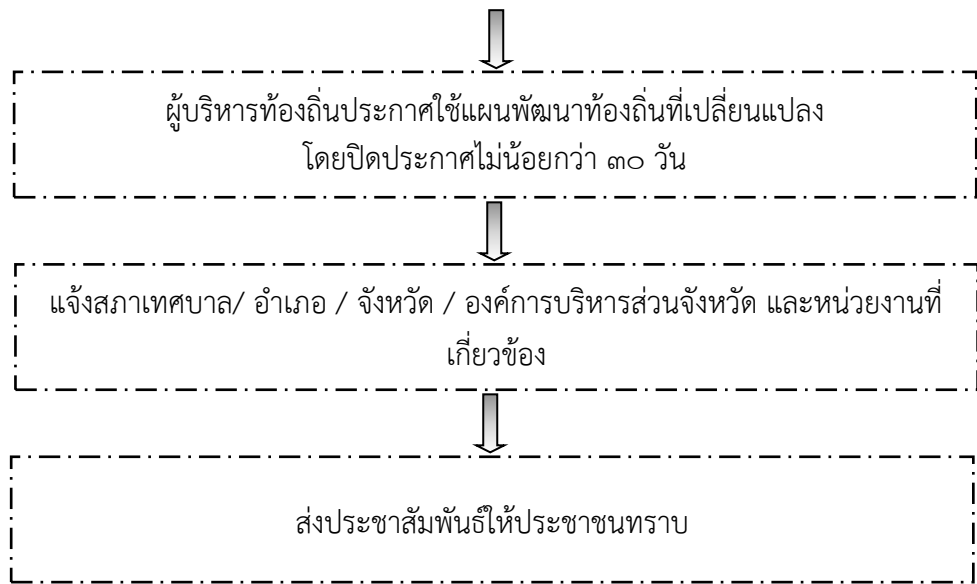 ผู้บริหารท้องถิ่นประกาศใช้แผนพัฒนาท้องถิ่นที่เปลี่ยนแปลง
โดยปิดประกาศไม่น้อยกว่า ๓๐ วัน
แจ้งสภาเทศบาล/ อำเภอ / จังหวัด / องค์การบริหารส่วนจังหวัด และหน่วยงานที่
เกี่ยวข้อง
ส่งประชาสัมพันธ์ให้ประชาชนทราบ